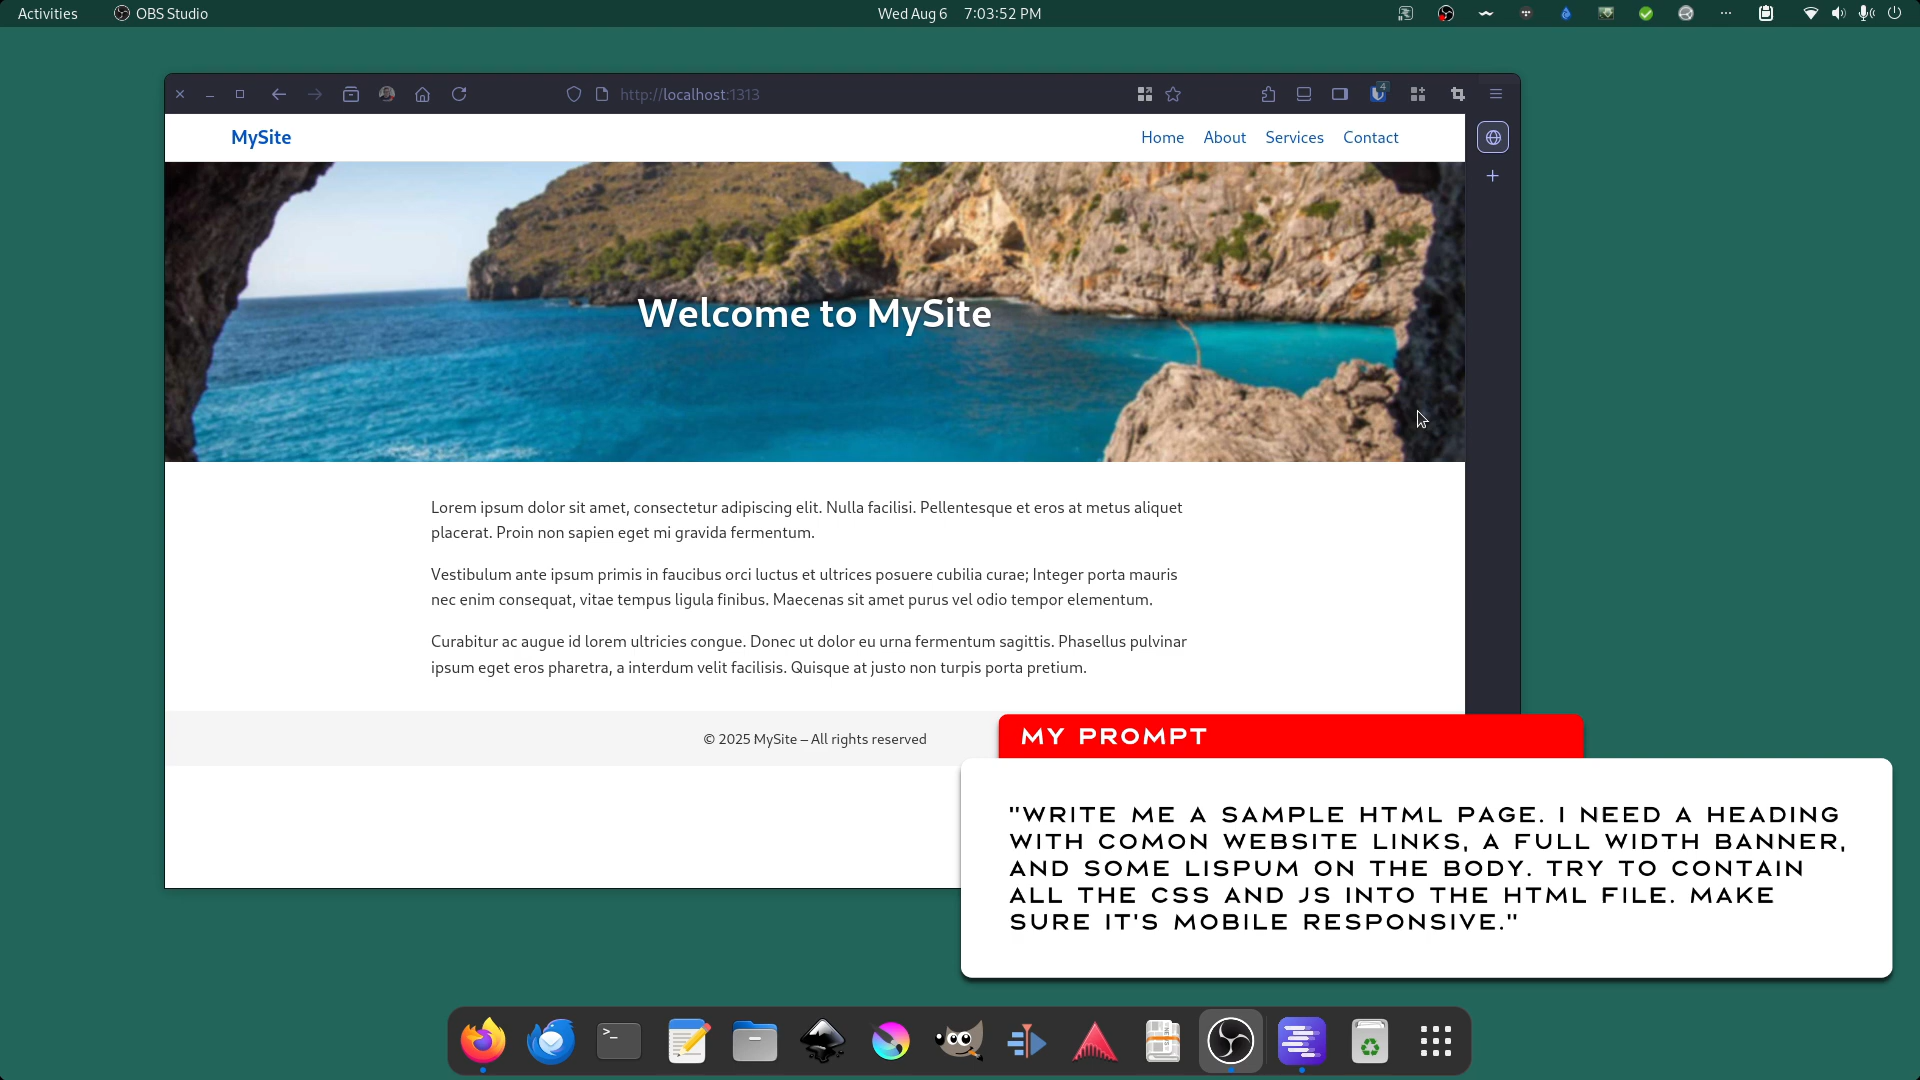 Activities
OBS Studio
Wed Aug 6 7:03:52 PM
http://localhost:1313
4
MySite
Home About Services Contact
Welcome to MySite
Lorem ipsum dolor sit amet, consectetur adipiscing elit. Nulla facilisi. Pellentesque et eros at metus aliquet
placerat. Proin non sapien eget mi gravida fermentum.
Vestibulum ante ipsum primis in faucibus orci luctus et ultrices posuere cubilia curae; Integer porta mauris
nec enim consequat, vitae tempus ligula finibus. Maecenas sit amet purus vel odio tempor elementum.
Curabitur ac augue id lorem ultricies congue. Donec ut dolor eu urna fermentum sagittis. Phasellus pulvinar
ipsum eget eros pharetra, a interdum velit facilisis. Quisque at justo non turpis porta pretium.
© 2025 MySite – All rights reserved
MY PROMPT
"WRITE ME A SAMPLE HTML PAGE. I NEED A HEADING
WITH COMON WEBSITE LINKS, A FULL WIDTH BANNER,
AND SOME LISPUM ON THE BODY. TRY TO CONTAIN
ALL THE CSS AND JS INTO THE HTML FILE. MAKE
SURE IT'S MOBILE RESPONSIVE."